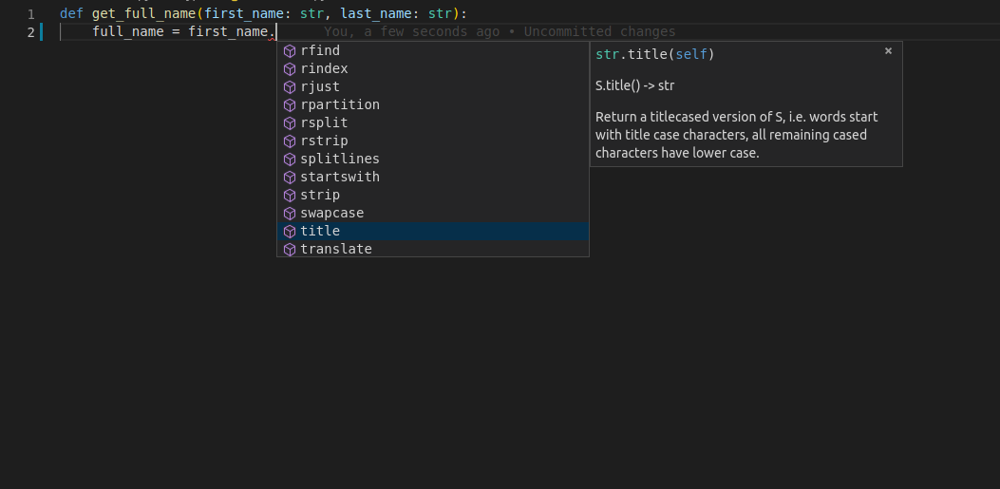 1 def get_full_name(first_name: str, last_name: str):
2 full_name = first_name. You, a few seconds ago • Uncommitted changes
rfind
rindex
rjust
rpartition
rsplit
rstrip
splitlines
startswith
strip
swapcase
title
translate
str.title(self) ×
S.title() -> str
Return a titlecased version of S, i.e. words start
with title case characters, all remaining cased
characters have lower case.